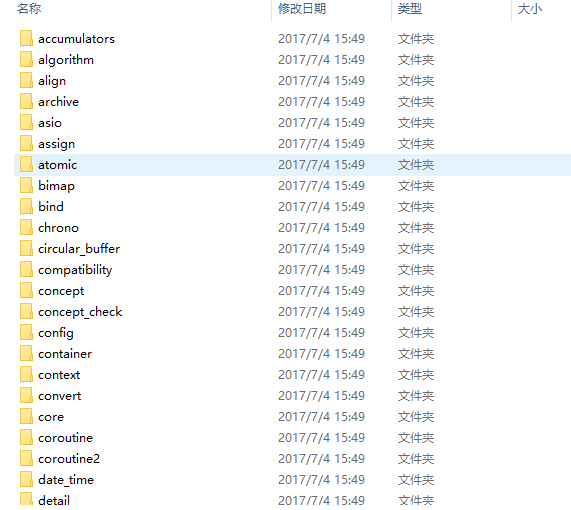 名称 修改日期 类型 大小
accumulators 2017/7/4 15:49 文件夹
algorithm 2017/7/4 15:49 文件夹
align 2017/7/4 15:49 文件夹
archive 2017/7/4 15:49 文件夹
asio 2017/7/4 15:49 文件夹
assign 2017/7/4 15:49 文件夹
atomic 2017/7/4 15:49 文件夹
bimap 2017/7/4 15:49 文件夹
bind 2017/7/4 15:49 文件夹
chrono 2017/7/4 15:49 文件夹
circular_buffer 2017/7/4 15:49 文件夹
compatibility 2017/7/4 15:49 文件夹
concept 2017/7/4 15:49 文件夹
concept_check 2017/7/4 15:49 文件夹
config 2017/7/4 15:49 文件夹
container 2017/7/4 15:49 文件夹
context 2017/7/4 15:49 文件夹
convert 2017/7/4 15:49 文件夹
core 2017/7/4 15:49 文件夹
coroutine 2017/7/4 15:49 文件夹
coroutine2 2017/7/4 15:49 文件夹
date_time 2017/7/4 15:49 文件夹
detail 2017/7/4 15:49 文件夹